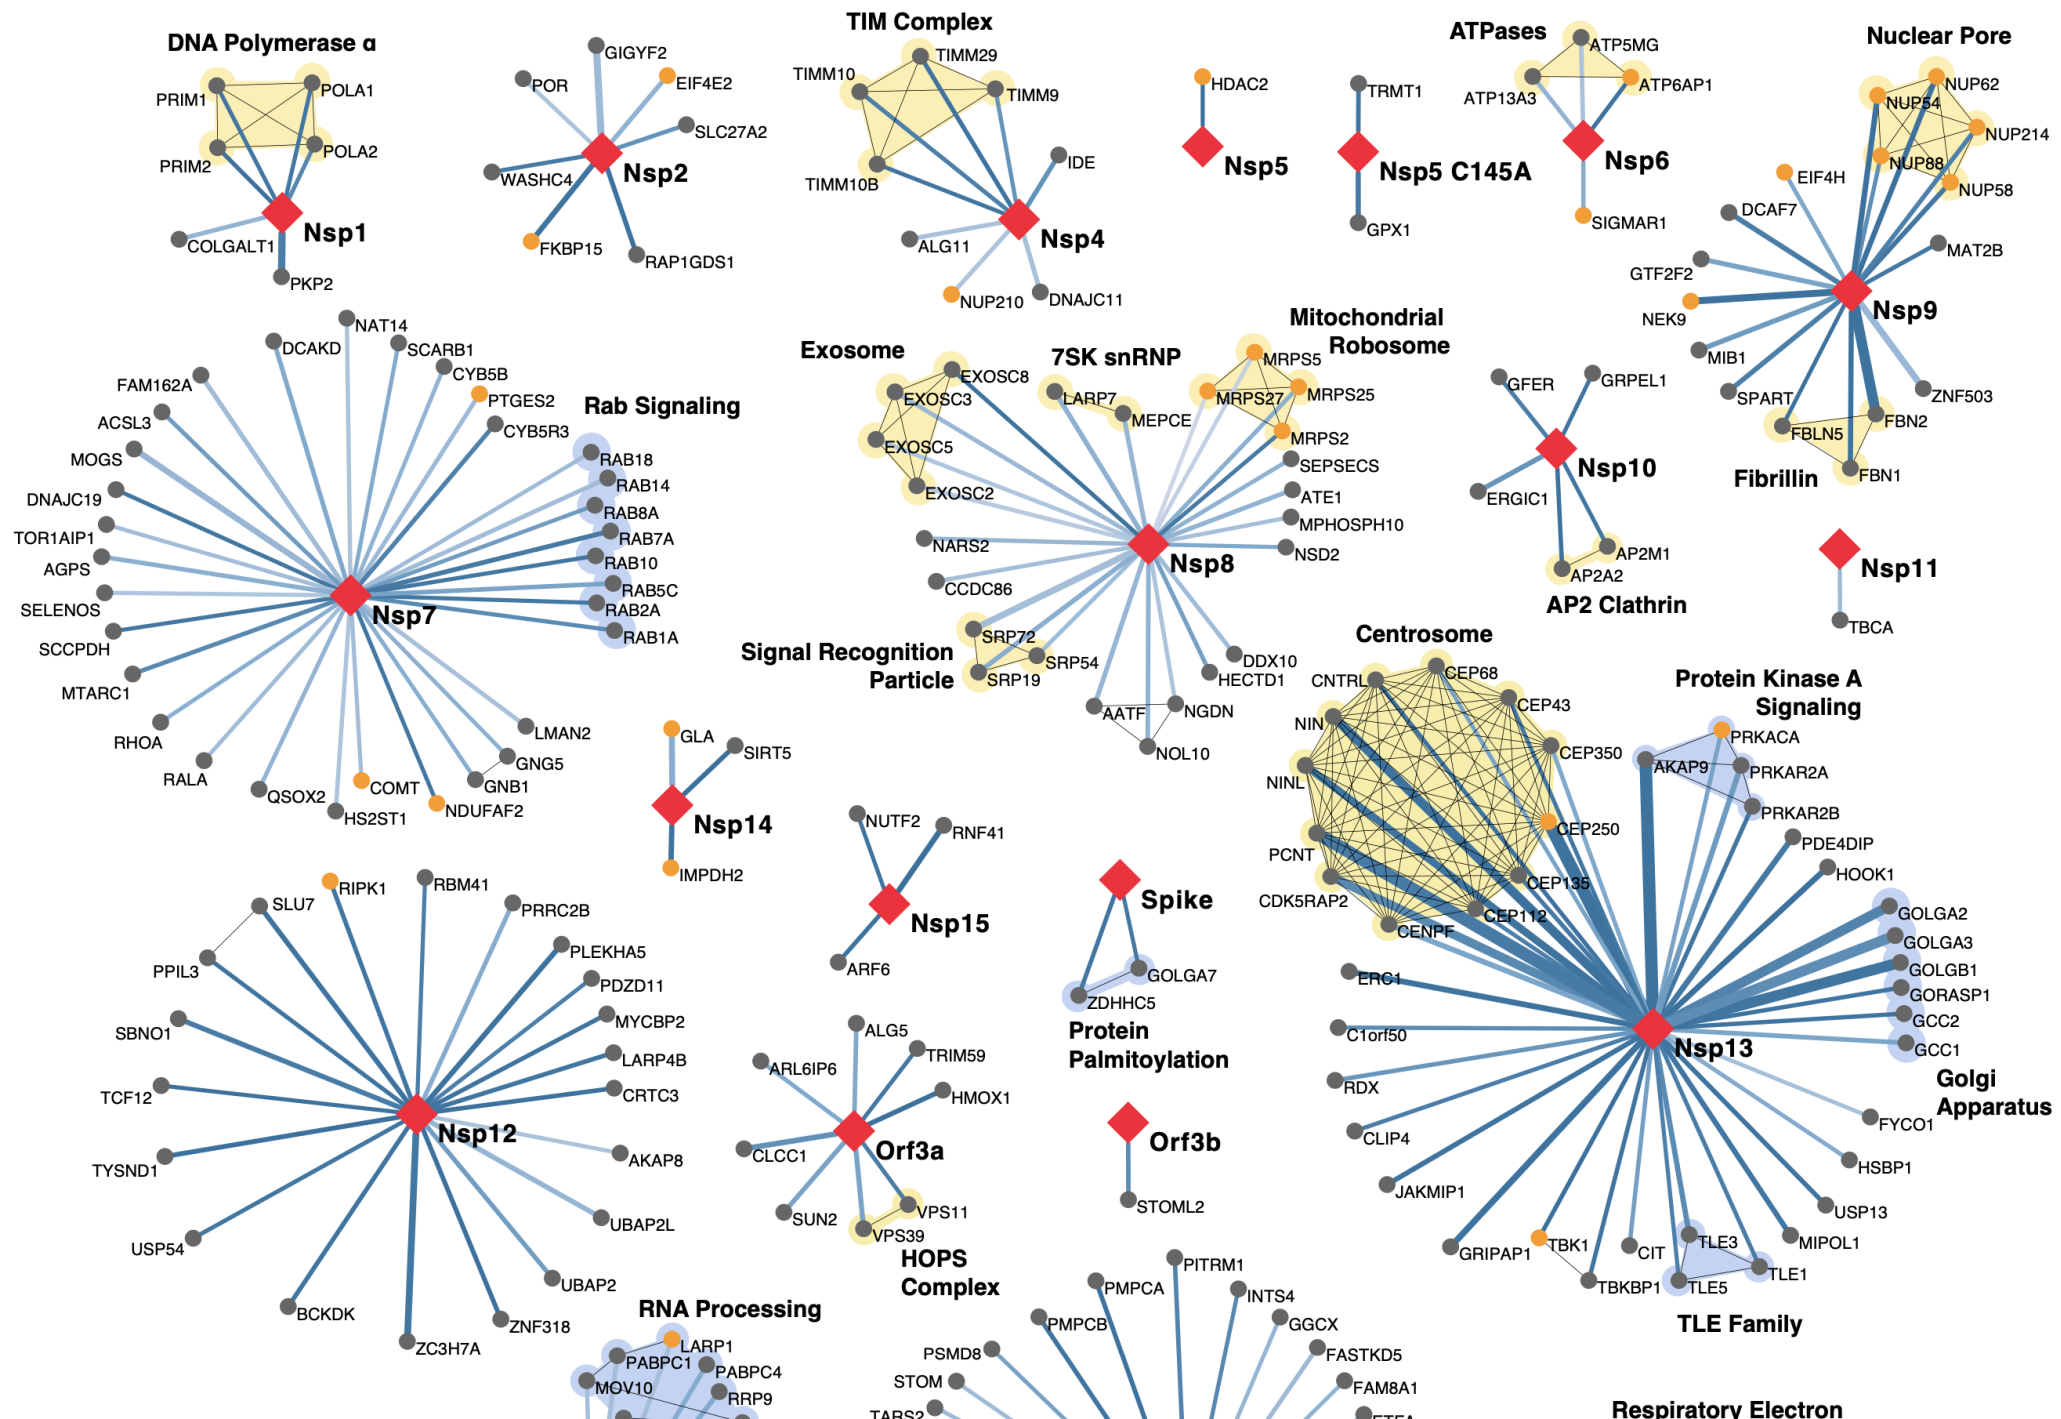 DNA Polymerase α
PRIM1
POLA1
PRIM2
POLA2
Nsp1
COLGALT1
PKP2
GIGYF2
POR
EIF4E2
SLC27A2
WASHC4
Nsp2
FKBP15
RAP1GDS1
TIM Complex
TIMM29
TIMM10
TIMM9
TIMM10B
IDE
Nsp4
ALG11
NUP210
DNAJC11
HDAC2
Nsp5
TRMT1
Nsp5 C145A
GPX1
ATPases
ATP5MG
ATP13A3
ATP6AP1
Nsp6
SIGMAR1
Nuclear Pore
NUP62
NUP54
NUP214
NUP88
NUP58
EIF4H
DCAF7
MAT2B
GTF2F2
NEK9
Nsp9
MIB1
SPART
ZNF503
FBLN5
FBN2
Fibrillin
FBN1
NAT14
DCAKD
SCARB1
CYB5B
FAM162A
PTGES2
ACSL3
CYB5R3
Rab Signaling
MOGS
RAB18
DNAJC19
RAB14
RAB8A
TOR1AIP1
RAB7A
AGPS
RAB10
SELENOS
RAB5C
RAB2A
Nsp7
RAB1A
SCCPDH
MTARC1
RHOA
RALA
QSOX2
HS2ST1
COMT
NDUFAF2
GNB1
GNG5
LMAN2
Exosome
EXOSC8
EXOSC3
EXOSC5
EXOSC2
7SK snRNP
LARP7
MEPCE
Mitochondrial
Robosome
MRPS5
MRPS27
MRPS25
MRPS2
SEPSECS
ATE1
MPHOSPH10
NSD2
NARS2
CCDC86
Nsp8
Signal Recognition
Particle
SRP72
SRP54
SRP19
DDX10
HECTD1
AATF
NGDN
NOL10
GFER
GRPEL1
Nsp10
ERGIC1
AP2M1
AP2A2
AP2 Clathrin
Nsp11
TBCA
Centrosome
CNTRL
CEP68
NIN
CEP43
NINL
CEP350
PCNT
CEP250
CDK5RAP2
CEP135
CEP112
CENPF
Protein Kinase A
Signaling
PRKACA
AKAP9
PRKAR2A
PRKAR2B
PDE4DIP
HOOK1
GOLGA2
GOLGA3
GOLGB1
GORASP1
GCC2
GCC1
Golgi
Apparatus
Nsp13
ERC1
C1orf50
RDX
CLIP4
JAKMIP1
GRIPAP1
TBK1
TBKBP1
CIT
TLE3
TLE5
TLE1
TLE Family
MIPOL1
USP13
HSBP1
FYCO1
GLA
SIRT5
Nsp14
IMPDH2
NUTF2
RNF41
Nsp15
ARF6
Spike
GOLGA7
ZDHHC5
Protein
Palmitoylation
RIPK1
RBM41
SLU7
PRRC2B
PPIL3
PLEKHA5
PDZD11
SBNO1
MYCBP2
LARP4B
TCF12
CRTC3
Nsp12
TYSND1
AKAP8
USP54
UBAP2L
UBAP2
BCKDK
ZNF318
ZC3H7A
ALG5
ARL6IP6
TRIM59
HMOX1
CLCC1
Orf3a
SUN2
VPS11
VPS39
HOPS
Complex
Orf3b
STOML2
RNA Processing
LARP1
PABPC1
PABPC4
MOV10
RRP9
PITRM1
PMPCA
INTS4
PMPCB
GGCX
PSMD8
FASTKD5
STOM
FAM8A1
TARS2
Respiratory Electron